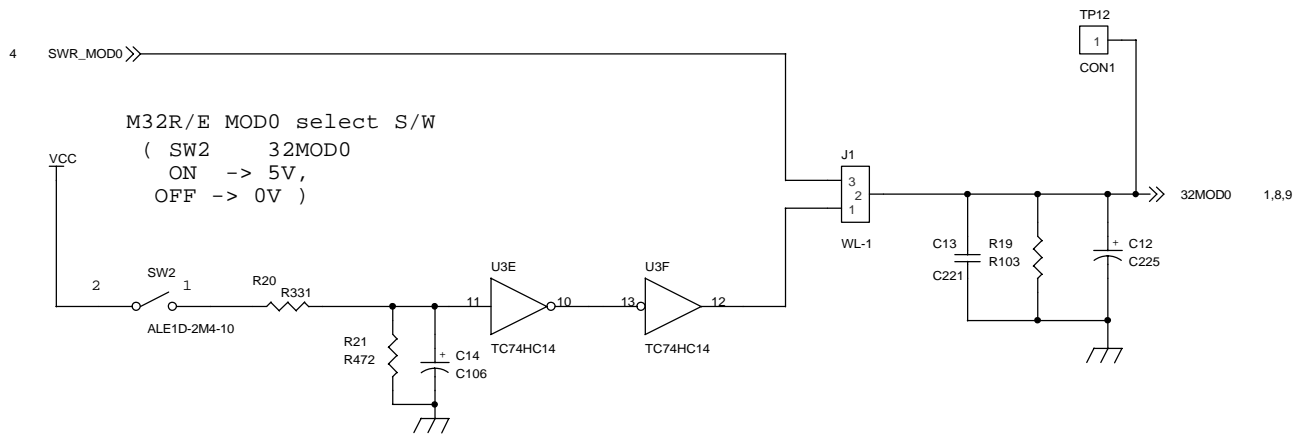 TP12
1
CON1
4 SWR_MOD0
M32R/E MOD0 select S/W
( SW2 32MOD0
ON -> 5V,
OFF -> 0V )
VCC
J1
3
2
1
WL-1
32MOD0 1,8,9
C13
C221
R19
R103
+
C12
C225
2 SW2 1
ALE1D-2M4-10
R20
R331
U3E
11 10
TC74HC14
U3F
13 12
TC74HC14
R21
R472
+
C14
C106